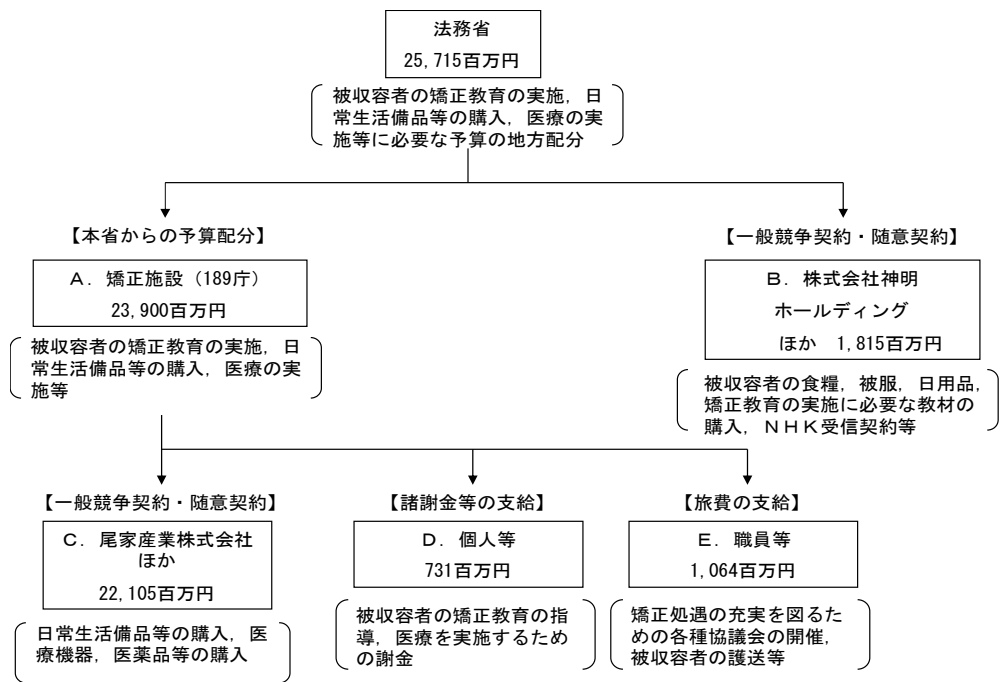 法務省
25,715百万円
被収容者の矯正教育の実施，日
常生活備品等の購入，医療の実
施等に必要な予算の地方配分
【本省からの予算配分】
A．矯正施設（189庁）
23,900百万円
被収容者の矯正教育の実施，日
常生活備品等の購入，医療の実
施等
【一般競争契約・随意契約】
B．株式会社神明
ホールディング
ほか 1,815百万円
被収容者の食糧，被服，日用品，
矯正教育の実施に必要な教材の
購入，ＮＨＫ受信契約等
【一般競争契約・随意契約】
C．尾家産業株式会社
ほか
22,105百万円
日常生活備品等の購入，医
療機器，医薬品等の購入
【諸謝金等の支給】
D．個人等
731百万円
被収容者の矯正教育の指
導，医療を実施するため
の謝金
【旅費の支給】
E．職員等
1,064百万円
矯正処遇の充実を図るため
の各種協議会の開催，
被収容者の護送等